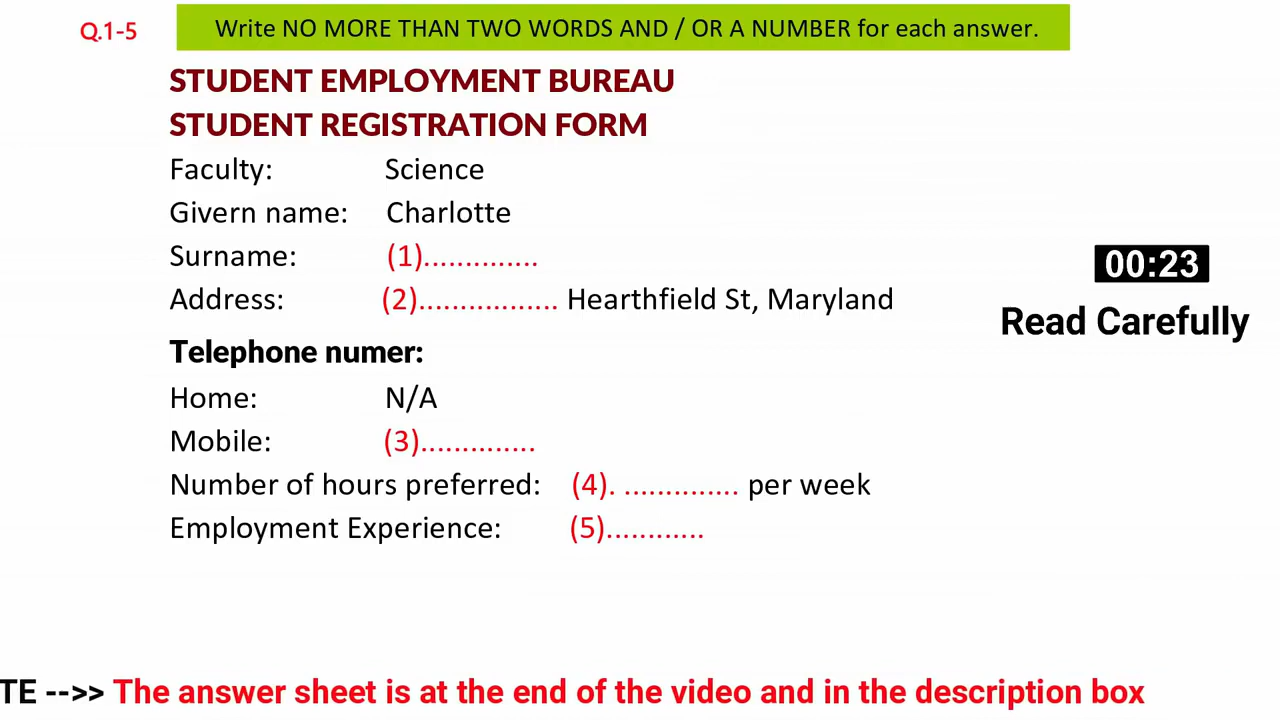 Q.1-5
Write NO MORE THAN TWO WORDS AND / OR A NUMBER for each answer.
STUDENT EMPLOYMENT BUREAU
STUDENT REGISTRATION FORM
Faculty: Science
Givern name: Charlotte
Surname: (1)..............
Address: (2)................. Hearthfield St, Maryland
00:23
Read Carefully
Telephone numer:
Home: N/A
Mobile: (3)..............
Number of hours preferred: (4). .............. per week
Employment Experience: (5)............
TE -->> The answer sheet is at the end of the video and in the description box